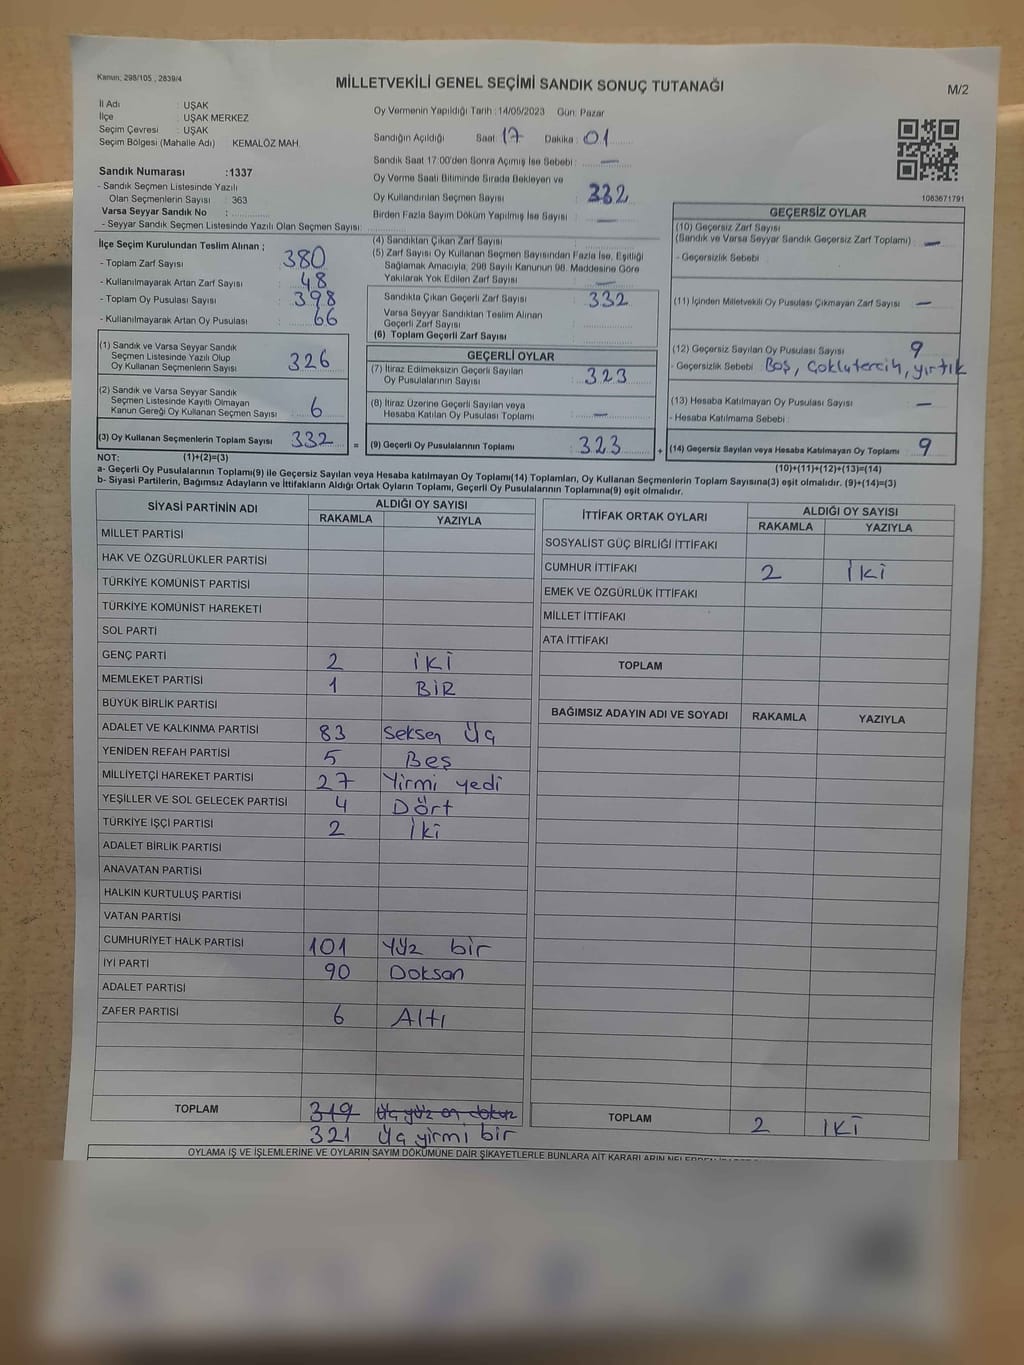 Kanun, 298/105 , 2839/4
MİLLETVEKİLİ GENEL SEÇİMİ SANDIK SONUÇ TUTANAĞI
M/2
İl Adı : UŞAK
İlçe : UŞAK MERKEZ
Seçim Çevresi : UŞAK
Seçim Bölgesi (Mahalle Adı) KEMALÖZ MAH.
Sandık Numarası :1337
- Sandık Seçmen Listesinde Yazılı
Olan Seçmenlerin Sayısı : 363
Varsa Seyyar Sandık No :
- Seyyar Sandık Seçmen Listesinde Yazılı Olan Seçmen Sayısı:
Oy Vermenin Yapıldığı Tarih :14/05/2023 Gün: Pazar
Sandığın Açıldığı Saat 17 Dakika : 01
Sandık Saat 17:00'den Sonra Açımış İse Sebebi : —
Oy Verme Saati Bitiminde Sırada Bekleyen ve
Oy Kullandırılan Seçmen Sayısı 332
Birden Fazla Sayım Döküm Yapılmış İse Sayısı : —
1083671791
İlçe Seçim Kurulundan Teslim Alınan ;
- Toplam Zarf Sayısı 380
- Kullanılmayarak Artan Zarf Sayısı : 48
- Toplam Oy Pusulası Sayısı : 398
- Kullanılmayarak Artan Oy Pusulası : 66
(1) Sandık ve Varsa Seyyar Sandık
Seçmen Listesinde Yazılı Olup
Oy Kullanan Seçmenlerin Sayısı : 326
(2) Sandık ve Varsa Seyyar Sandık
Seçmen Listesinde Kayıtlı Olmayan
Kanun Gereği Oy Kullanan Seçmen Sayısı : 6
(3) Oy Kullanan Seçmenlerin Toplam Sayısı : 332 =
(4) Sandıktan Çıkan Zarf Sayısı :
(5) Zarf Sayısı Oy Kullanan Seçmen Sayısından Fazla İse, Eşitliği
Sağlamak Amacıyla, 298 Sayılı Kanunun 98. Maddesine Göre
Yakılarak Yok Edilen Zarf Sayısı : —
Sandıkta Çıkan Geçerli Zarf Sayısı : 332
Varsa Seyyar Sandıktan Teslim Alınan
Geçerli Zarf Sayısı :
(6) Toplam Geçerli Zarf Sayısı :
GEÇERLİ OYLAR
(7) İtiraz Edilmeksizin Geçerli Sayılan
Oy Pusulalarının Sayısı : 323
(8) İtiraz Üzerine Geçerli Sayılan veya
Hesaba Katılan Oy Pusulası Toplamı : —
(9) Geçerli Oy Pusulalarının Toplamı : 323 +
GEÇERSİZ OYLAR
(10) Geçersiz Zarf Sayısı
(Sandık ve Varsa Seyyar Sandık Geçersiz Zarf Toplamı) : —
- Geçersizlik Sebebi :
(11) İçinden Milletvekili Oy Pusulası Çıkmayan Zarf Sayısı : —
(12) Geçersiz Sayılan Oy Pusulası Sayısı : 9
- Geçersizlik Sebebi : Boş, çoklutercih, yırtık
(13) Hesaba Katılmayan Oy Pusulası Sayısı : —
- Hesaba Katılmama Sebebi :
(14) Geçersiz Sayılan veya Hesaba Katılmayan Oy Toplamı : 9
NOT: (1)+(2)=(3)
(10)+(11)+(12)+(13)=(14)
a- Geçerli Oy Pusulalarının Toplamı(9) ile Geçersiz Sayılan veya Hesaba katılmayan Oy Toplamı(14) Toplamları, Oy Kullanan Seçmenlerin Toplam Sayısına(3) eşit olmalıdır. (9)+(14)=(3)
b- Siyasi Partilerin, Bağımsız Adayların ve İttifakların Aldığı Ortak Oyların Toplamı, Geçerli Oy Pusulalarının Toplamına(9) eşit olmalıdır.
SİYASİ PARTİNİN ADI ALDIĞI OY SAYISI
RAKAMLA YAZIYLA
MİLLET PARTİSİ
HAK VE ÖZGÜRLÜKLER PARTİSİ
TÜRKİYE KOMÜNİST PARTİSİ
TÜRKİYE KOMÜNİST HAREKETİ
SOL PARTİ
GENÇ PARTİ 2 İKİ
MEMLEKET PARTİSİ 1 BİR
BÜYÜK BİRLİK PARTİSİ
ADALET VE KALKINMA PARTİSİ 83 Seksen Üç
YENİDEN REFAH PARTİSİ 5 Beş
MİLLİYETÇİ HAREKET PARTİSİ 27 Yirmi yedi
YEŞİLLER VE SOL GELECEK PARTİSİ 4 Dört
TÜRKİYE İŞÇİ PARTİSİ 2 İki
ADALET BİRLİK PARTİSİ
ANAVATAN PARTİSİ
HALKIN KURTULUŞ PARTİSİ
VATAN PARTİSİ
CUMHURİYET HALK PARTİSİ 101 Yüz bir
İYİ PARTİ 90 Doksan
ADALET PARTİSİ
ZAFER PARTİSİ 6 Altı
TOPLAM 319 Üç yüz on dokuz
321 Üç yirmi bir
İTTİFAK ORTAK OYLARI ALDIĞI OY SAYISI
RAKAMLA YAZIYLA
SOSYALİST GÜÇ BİRLİĞİ İTTİFAKI
CUMHUR İTTİFAKI 2 İki
EMEK VE ÖZGÜRLÜK İTTİFAKI
MİLLET İTTİFAKI
ATA İTTİFAKI
TOPLAM
BAĞIMSIZ ADAYIN ADI VE SOYADI RAKAMLA YAZIYLA
TOPLAM 2 İKİ
OYLAMA İŞ VE İŞLEMLERİNE VE OYLARIN SAYIM DÖKÜMÜNE DAİR ŞİKAYETLERLE BUNLARA AİT KARARLARIN